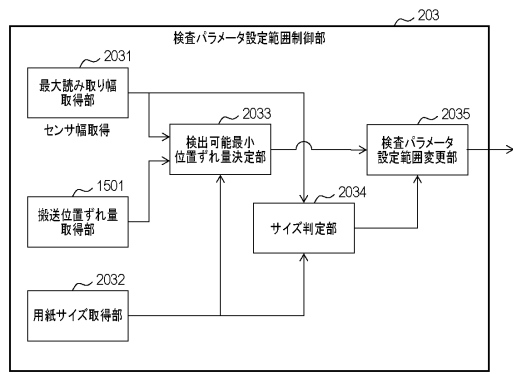 203
検査パラメータ設定範囲制御部
2031
最大読み取り幅
取得部
センサ幅取得
2033
検出可能最小
位置ずれ量決定部
2035
検査パラメータ
設定範囲変更部
1501
搬送位置ずれ量
取得部
2034
サイズ判定部
2032
用紙サイズ取得部